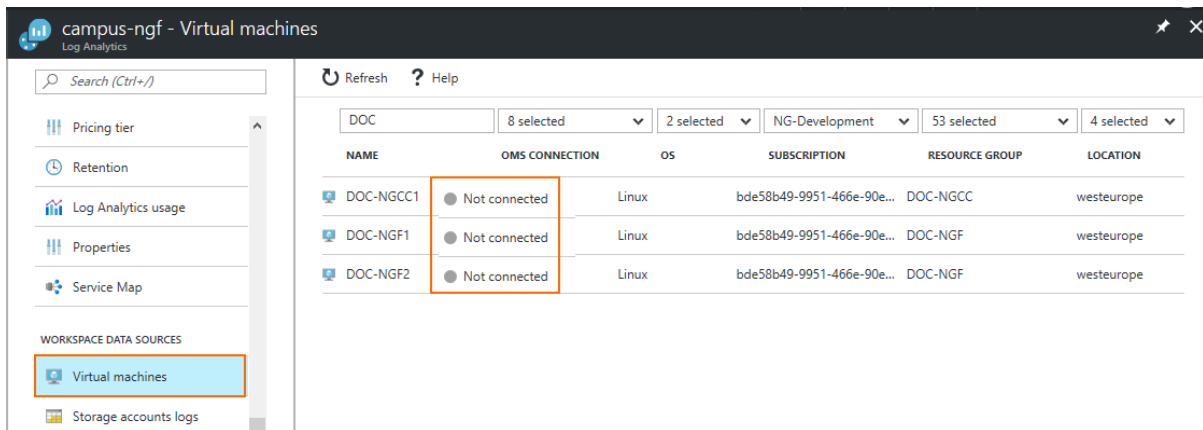 campus-ngf - Virtual machines
Log Analytics
Search (Ctrl+/)
Pricing tier
Retention
Log Analytics usage
Properties
Service Map
WORKSPACE DATA SOURCES
Virtual machines
Storage accounts logs
Refresh ? Help
DOC 8 selected 2 selected NG-Development 53 selected 4 selected
NAME OMS CONNECTION OS SUBSCRIPTION RESOURCE GROUP LOCATION
DOC-NGCC1 Not connected Linux bde58b49-9951-466e-90e... DOC-NGCC westeurope
DOC-NGF1 Not connected Linux bde58b49-9951-466e-90e... DOC-NGF westeurope
DOC-NGF2 Not connected Linux bde58b49-9951-466e-90e... DOC-NGF westeurope